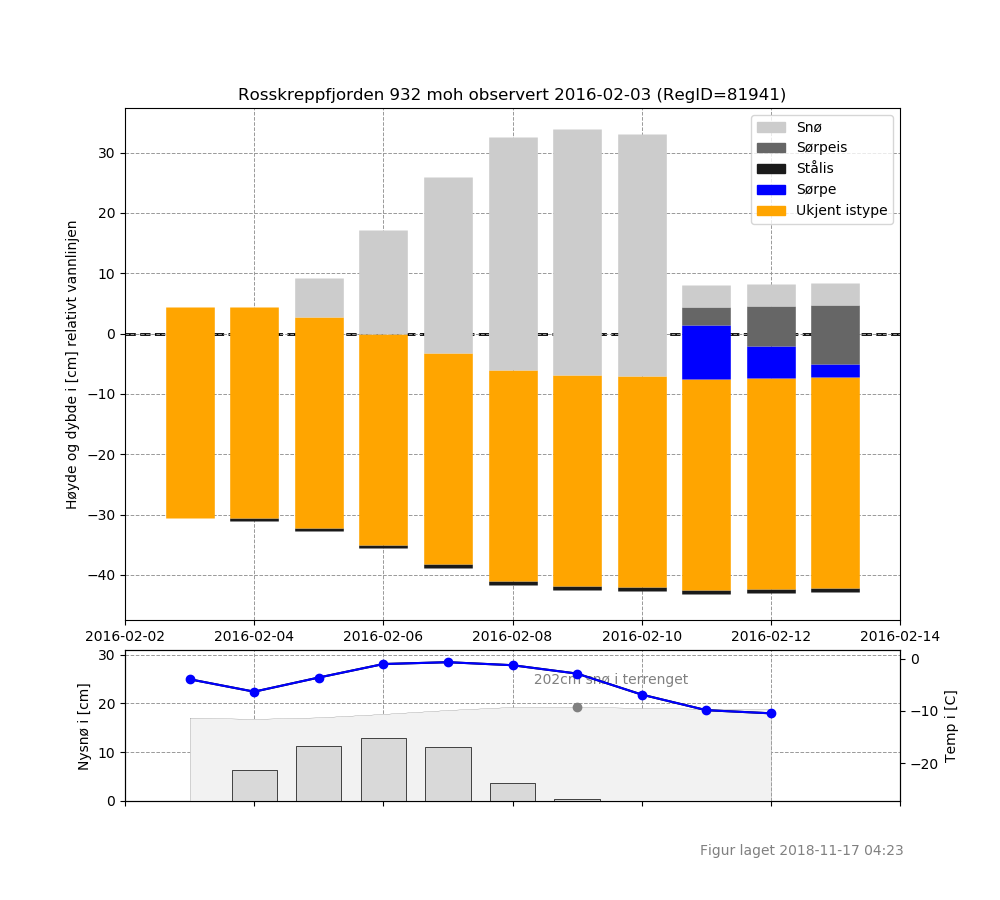 Rosskreppfjorden 932 moh observert 2016-02-03 (RegID=81941)
Høyde og dybde i [cm] relativt vannlinjen
30
20
10
0
−10
−20
−30
−40
Snø
Sørpeis
Stålis
Sørpe
Ukjent istype
2016-02-02 2016-02-04 2016-02-06 2016-02-08 2016-02-10 2016-02-12 2016-02-14
Nysnø i [cm]
30
20
10
0
202cm snø i terrenget
0
−10
−20
Temp i [C]
Figur laget 2018-11-17 04:23